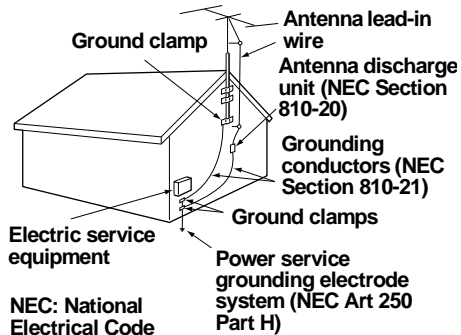 Antenna lead-in
wire
Ground clamp
Antenna discharge
unit (NEC Section
810-20)
Grounding
conductors (NEC
Section 810-21)
Ground clamps
Electric service
equipment
Power service
grounding electrode
system (NEC Art 250
Part H)
NEC: National
Electrical Code